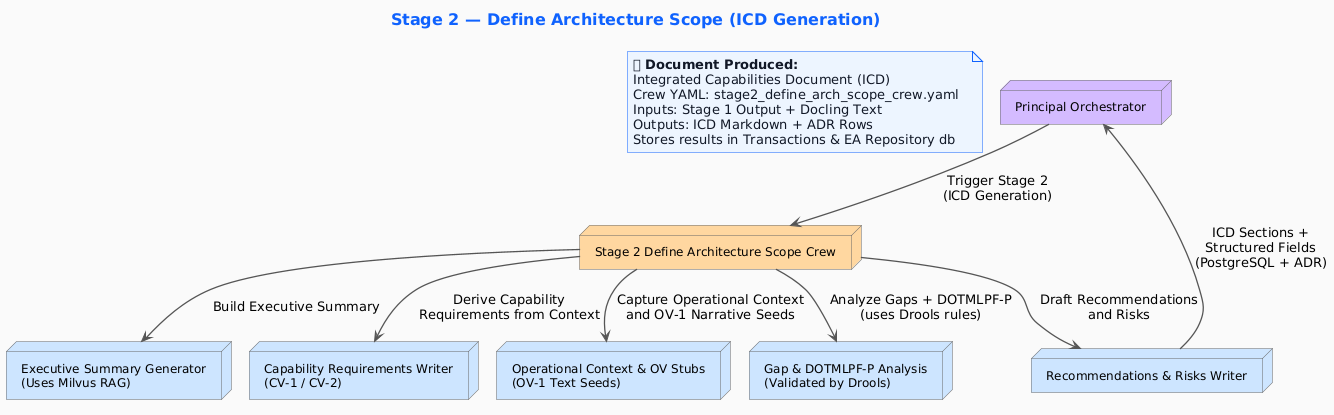 Stage 2 — Define Architecture Scope (ICD Generation)
Document Produced:
Integrated Capabilities Document (ICD)
Crew YAML: stage2_define_arch_scope_crew.yaml
Inputs: Stage 1 Output + Docling Text
Outputs: ICD Markdown + ADR Rows
Stores results in Transactions & EA Repository db
Principal Orchestrator
Trigger Stage 2
(ICD Generation)
Stage 2 Define Architecture Scope Crew
ICD Sections +
Structured Fields
(PostgreSQL + ADR)
Build Executive Summary
Derive Capability
Requirements from Context
Capture Operational Context
and OV-1 Narrative Seeds
Analyze Gaps + DOTMLPF-P
(uses Drools rules)
Draft Recommendations
and Risks
Executive Summary Generator
(Uses Milvus RAG)
Capability Requirements Writer
(CV-1 / CV-2)
Operational Context & OV Stubs
(OV-1 Text Seeds)
Gap & DOTMLPF-P Analysis
(Validated by Drools)
Recommendations & Risks Writer